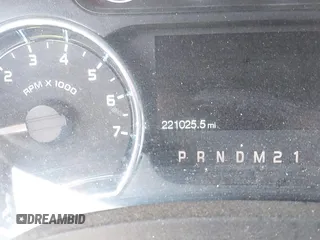 2 3 4 5 6 7
RPM X 1000
221025.5 mi
P R N D M 2 1
DREAMBID